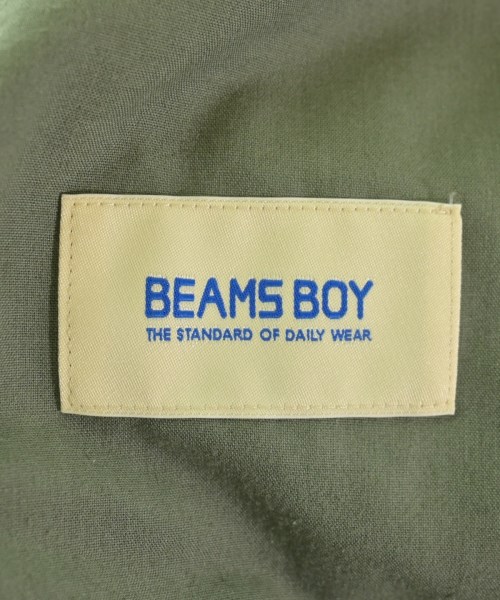 BEAMS BOY
THE STANDARD OF DAILY WEAR